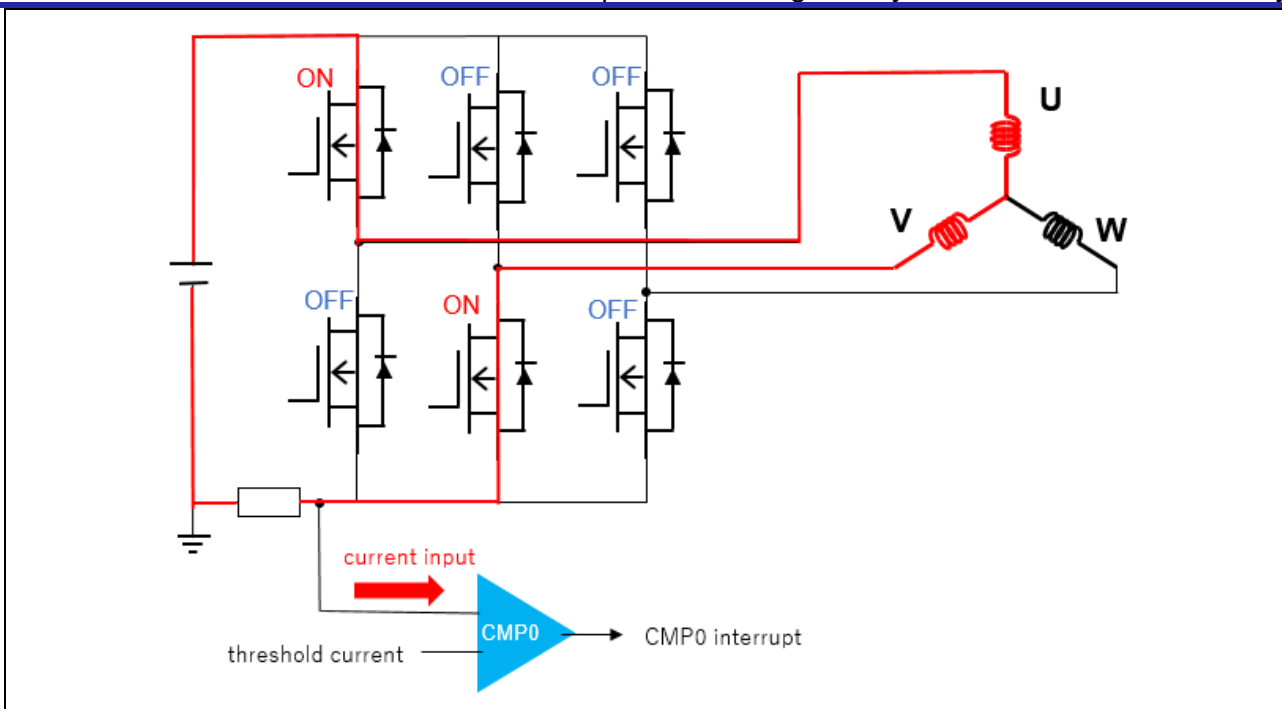 ON
OFF
OFF
U
V
W
OFF
ON
OFF
current input
CMP0
CMP0 interrupt
threshold current